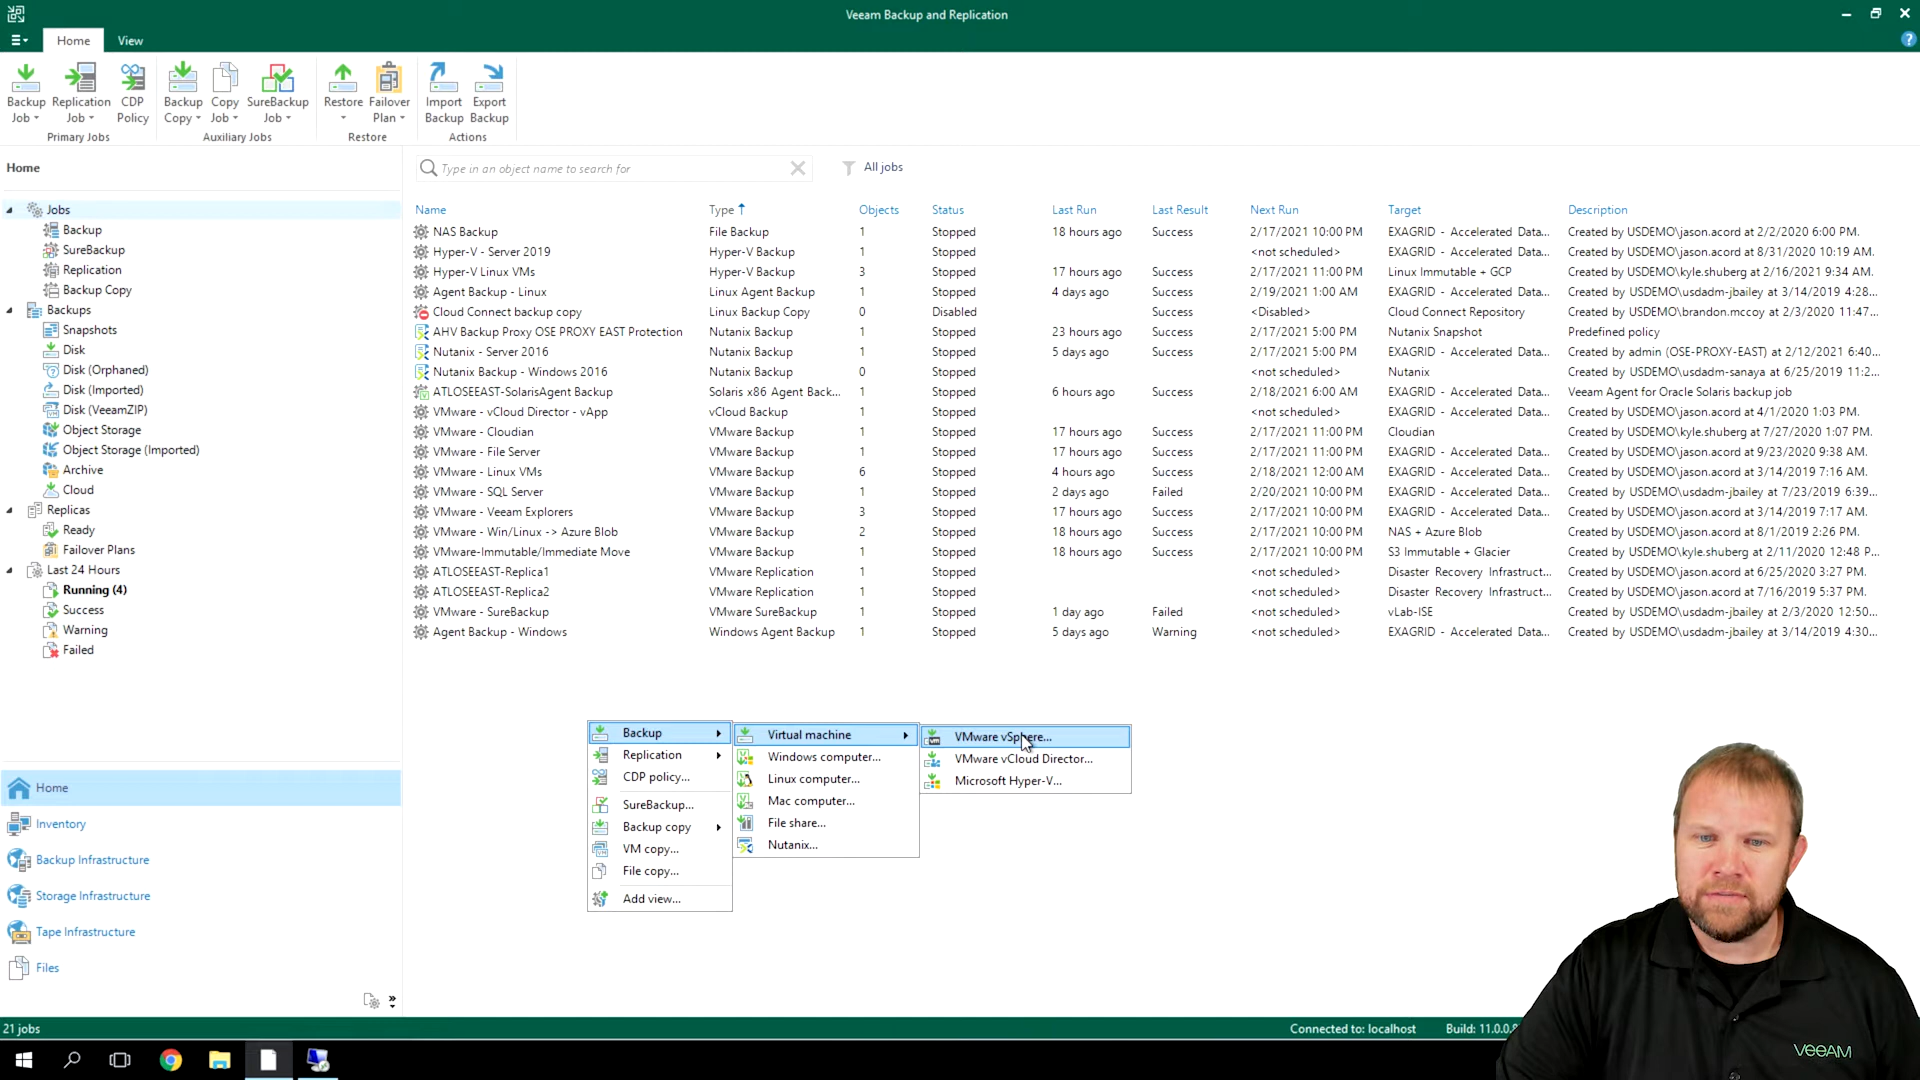 Veeam Backup and Replication
Home View
Backup Job
Replication Job
CDP Policy
Primary Jobs
Backup Copy
Copy Job
SureBackup Job
Auxiliary Jobs
Restore
Failover Plan
Restore
Import Backup
Export Backup
Actions
Home
Jobs
Backup
SureBackup
Replication
Backup Copy
Backups
Snapshots
Disk
Disk (Orphaned)
Disk (Imported)
Disk (VeeamZIP)
Object Storage
Object Storage (Imported)
Archive
Cloud
Replicas
Ready
Failover Plans
Last 24 Hours
Running (4)
Success
Warning
Failed
Home
Inventory
Backup Infrastructure
Storage Infrastructure
Tape Infrastructure
Files
Type in an object name to search for
All jobs
Name Type Objects Status Last Run Last Result Next Run Target Description
NAS Backup File Backup 1 Stopped 18 hours ago Success 2/17/2021 10:00 PM EXAGRID - Accelerated Data... Created by USDEMO\jason.acord at 2/2/2020 6:00 PM.
Hyper-V - Server 2019 Hyper-V Backup 1 Stopped <not scheduled> EXAGRID - Accelerated Data... Created by USDEMO\jason.acord at 8/31/2020 10:19 AM.
Hyper-V Linux VMs Hyper-V Backup 3 Stopped 17 hours ago Success 2/17/2021 11:00 PM Linux Immutable + GCP Created by USDEMO\kyle.shuberg at 2/16/2021 9:34 AM.
Agent Backup - Linux Linux Agent Backup 1 Stopped 4 days ago Success 2/19/2021 1:00 AM EXAGRID - Accelerated Data... Created by USDEMO\usdadm-jbailey at 3/14/2019 4:28...
Cloud Connect backup copy Linux Backup Copy 0 Disabled Success <Disabled> Cloud Connect Repository Created by USDEMO\brandon.mccoy at 2/3/2020 11:47...
AHV Backup Proxy OSE PROXY EAST Protection Nutanix Backup 1 Stopped 23 hours ago Success 2/17/2021 5:00 PM Nutanix Snapshot Predefined policy
Nutanix - Server 2016 Nutanix Backup 1 Stopped 5 days ago Success 2/17/2021 5:00 PM EXAGRID - Accelerated Data... Created by admin (OSE-PROXY-EAST) at 2/12/2021 6:40...
Nutanix Backup - Windows 2016 Nutanix Backup 0 Stopped <not scheduled> Nutanix Created by USDEMO\usdadm-sanaya at 6/25/2019 11:2...
ATLOSEEAST-SolarisAgent Backup Solaris x86 Agent Back... 1 Stopped 6 hours ago Success 2/18/2021 6:00 AM EXAGRID - Accelerated Data... Veeam Agent for Oracle Solaris backup job
VMware - vCloud Director - vApp vCloud Backup 1 Stopped <not scheduled> EXAGRID - Accelerated Data... Created by USDEMO\jason.acord at 4/1/2020 1:03 PM.
VMware - Cloudian VMware Backup 1 Stopped 17 hours ago Success 2/17/2021 11:00 PM Cloudian Created by USDEMO\kyle.shuberg at 7/27/2020 1:07 PM.
VMware - File Server VMware Backup 1 Stopped 17 hours ago Success 2/17/2021 11:00 PM EXAGRID - Accelerated Data... Created by USDEMO\jason.acord at 9/23/2020 9:38 AM.
VMware - Linux VMs VMware Backup 6 Stopped 4 hours ago Success 2/18/2021 12:00 AM EXAGRID - Accelerated Data... Created by USDEMO\jason.acord at 3/14/2019 7:16 AM.
VMware - SQL Server VMware Backup 1 Stopped 2 days ago Failed 2/20/2021 10:00 PM EXAGRID - Accelerated Data... Created by USDEMO\usdadm-jbailey at 7/23/2019 6:39...
VMware - Veeam Explorers VMware Backup 3 Stopped 17 hours ago Success 2/17/2021 10:00 PM EXAGRID - Accelerated Data... Created by USDEMO\jason.acord at 3/14/2019 7:17 AM.
VMware - Win/Linux -> Azure Blob VMware Backup 2 Stopped 18 hours ago Success 2/17/2021 10:00 PM NAS + Azure Blob Created by USDEMO\jason.acord at 8/1/2019 2:26 PM.
VMware-Immutable/Immediate Move VMware Backup 1 Stopped 18 hours ago Success 2/17/2021 10:00 PM S3 Immutable + Glacier Created by USDEMO\kyle.shuberg at 2/11/2020 12:48 P...
ATLOSEEAST-Replica1 VMware Replication 1 Stopped <not scheduled> Disaster Recovery Infrastruct... Created by USDEMO\jason.acord at 6/25/2020 3:27 PM.
ATLOSEEAST-Replica2 VMware Replication 1 Stopped <not scheduled> Disaster Recovery Infrastruct... Created by USDEMO\jason.acord at 7/16/2019 5:37 PM.
VMware - SureBackup VMware SureBackup 1 Stopped 1 day ago Failed <not scheduled> vLab-ISE Created by USDEMO\usdadm-jbailey at 2/3/2020 12:50...
Agent Backup - Windows Windows Agent Backup 1 Stopped 5 days ago Warning <not scheduled> EXAGRID - Accelerated Data... Created by USDEMO\usdadm-jbailey at 3/14/2019 4:30...
Backup
Replication
CDP policy...
SureBackup...
Backup copy
VM copy...
File copy...
Add view...
Virtual machine
Windows computer...
Linux computer...
Mac computer...
File share...
Nutanix...
VMware vSphere...
VMware vCloud Director...
Microsoft Hyper-V...
21 jobs
Connected to: localhost Build: 11.0.0
veeAM